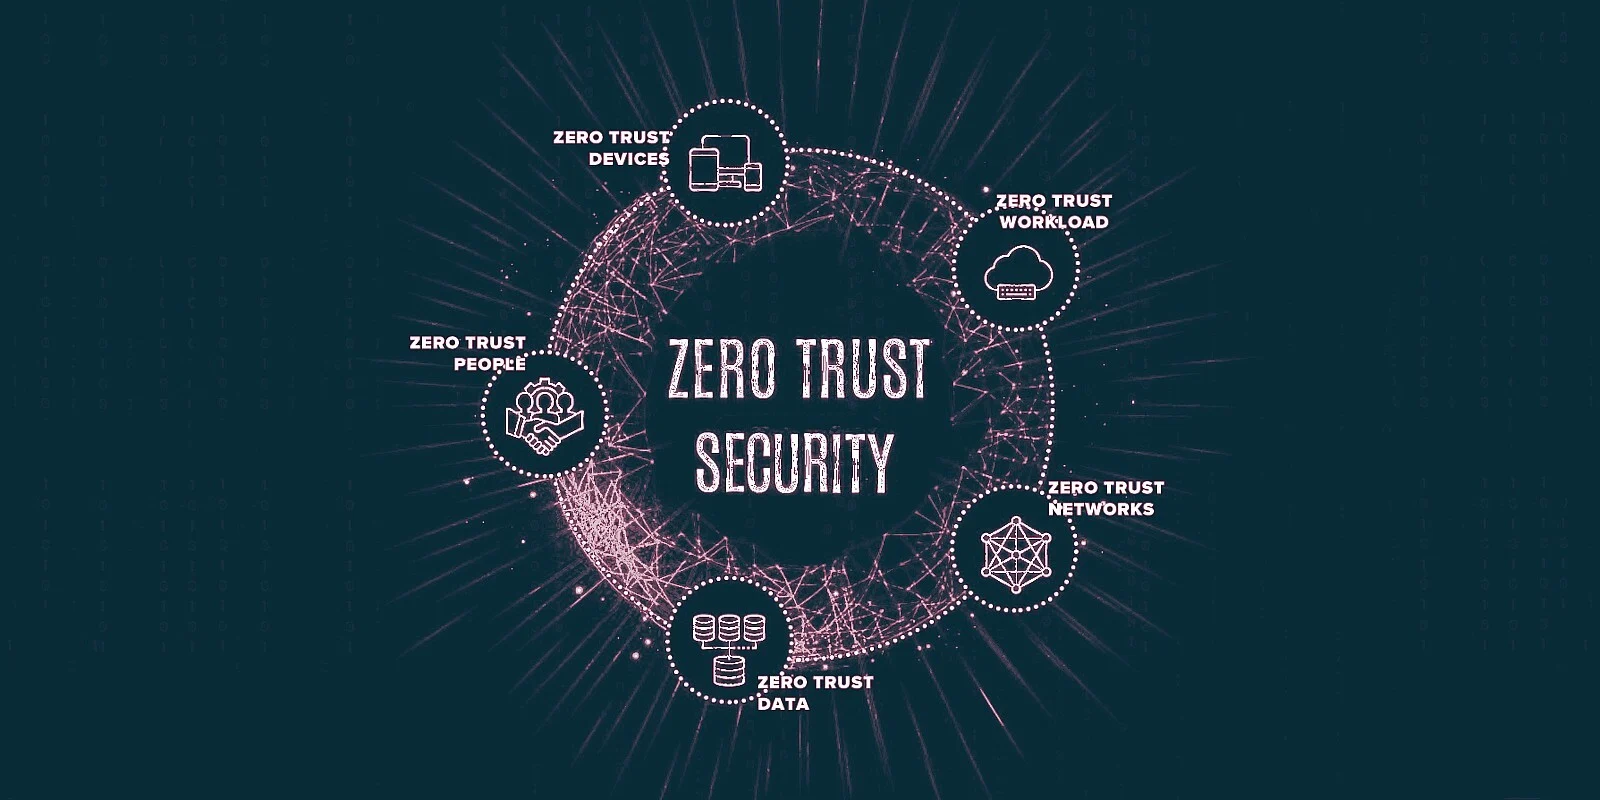 ZERO TRUST
DEVICES
ZERO TRUST
WORKLOAD
ZERO TRUST
PEOPLE
ZERO TRUST
SECURITY
ZERO TRUST
NETWORKS
ZERO TRUST
DATA